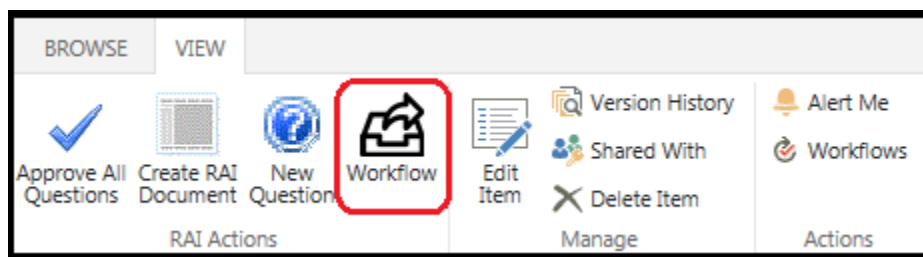 BROWSE VIEW
Approve All Questions
Create RAI Document
New Question
Workflow
Edit Item
Version History
Shared With
Delete Item
Alert Me
Workflows
RAI Actions
Manage
Actions